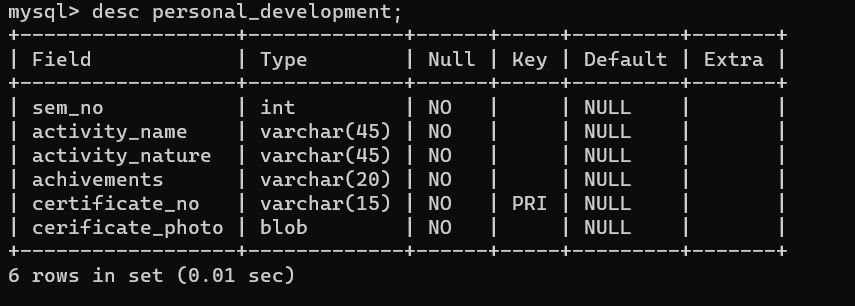 mysql> desc personal_development;
+-------------------+-------------+------+-----+---------+-------+
| Field             | Type        | Null | Key | Default | Extra |
+-------------------+-------------+------+-----+---------+-------+
| sem_no            | int         | NO   |     | NULL    |       |
| activity_name     | varchar(45) | NO   |     | NULL    |       |
| activity_nature   | varchar(45) | NO   |     | NULL    |       |
| achivements       | varchar(20) | NO   |     | NULL    |       |
| certificate_no    | varchar(15) | NO   | PRI | NULL    |       |
| cerificate_photo  | blob        | NO   |     | NULL    |       |
+-------------------+-------------+------+-----+---------+-------+
6 rows in set (0.01 sec)